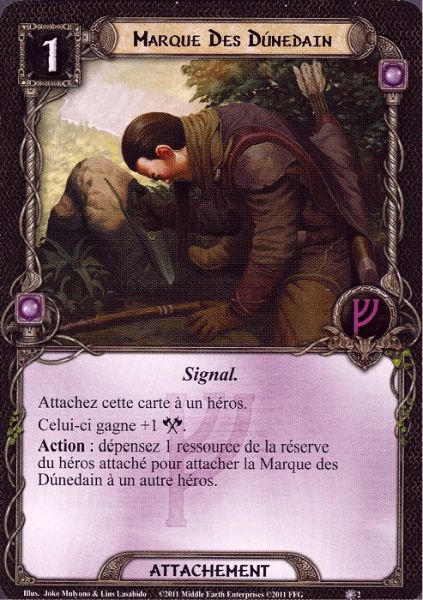 1
Marque Des Dúnedain
Signal.
Attachez cette carte à un héros.
Celui-ci gagne +1 .
Action : dépensez 1 ressource de la réserve
du héros attaché pour attacher la Marque des
Dúnedain à un autre héros.
ATTACHEMENT
Illus. Joko Mulyono & Lius Lasahido ©2011 Middle Earth Enterprises ©2011 FFG 2